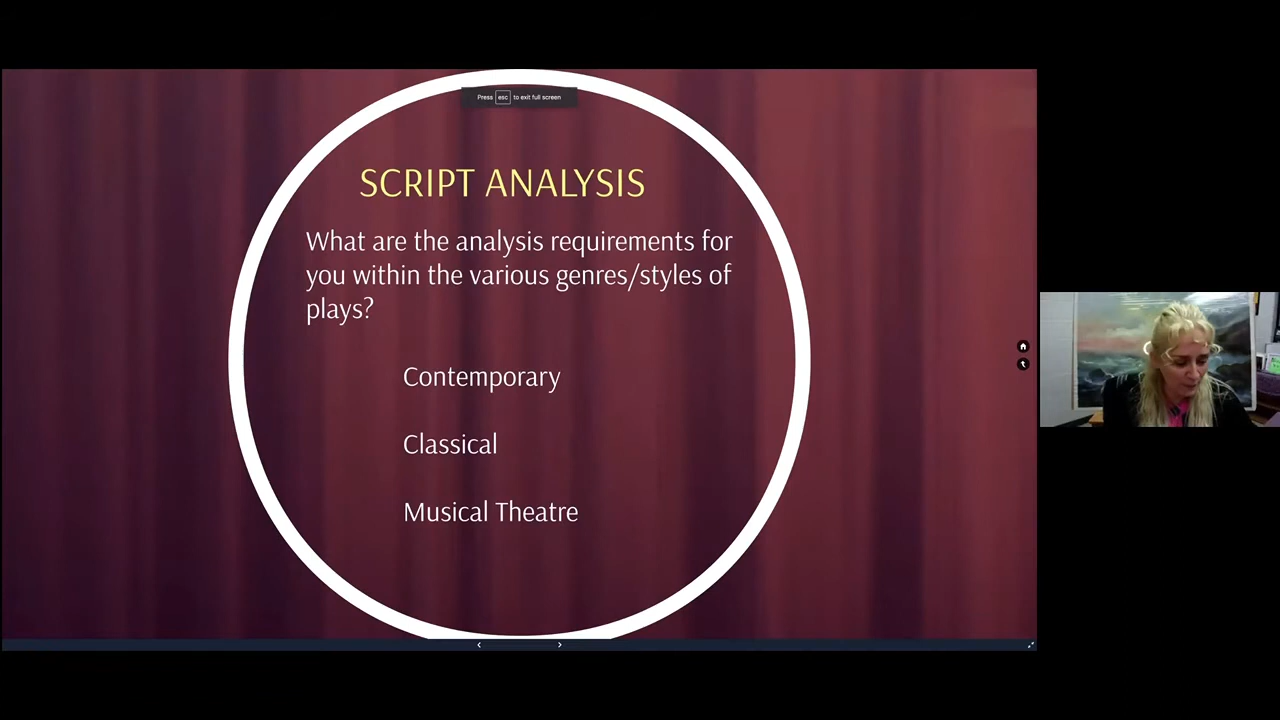 Press esc to exit full screen
SCRIPT ANALYSIS
What are the analysis requirements for
you within the various genres/styles of
plays?
Contemporary
Classical
Musical Theatre